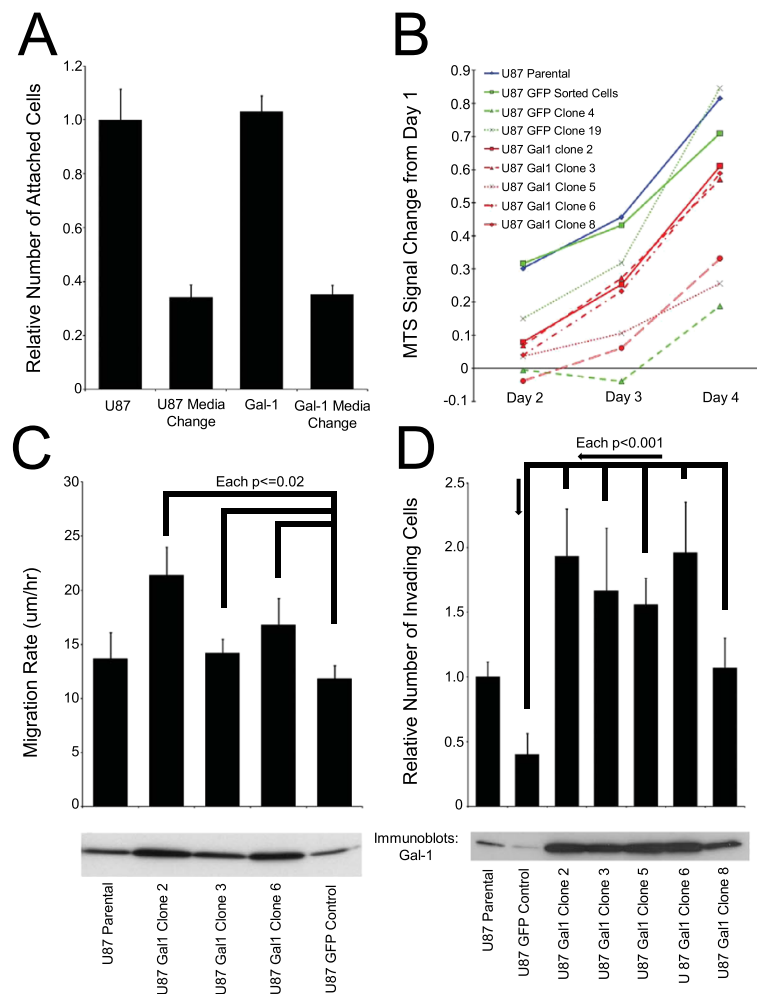 A
Relative Number of Attached Cells
1.2
1.0
0.8
0.6
0.4
0.2
0
U87
U87 Media
Change
Gal-1
Gal-1 Media
Change
B
MTS Signal Change from Day 1
0.9
0.8
0.7
0.6
0.5
0.4
0.3
0.2
0.1
0
-0.1
U87 Parental
U87 GFP Sorted Cells
U87 GFP Clone 4
U87 GFP Clone 19
U87 Gal1 clone 2
U87 Gal1 Clone 3
U87 Gal1 Clone 5
U87 Gal1 Clone 6
U87 Gal1 Clone 8
Day 2
Day 3
Day 4
C
Migration Rate (um/hr)
30
25
20
15
10
5
0
Each p<=0.02
U87 Parental
U87 Gal1 Clone 2
U87 Gal1 Clone 3
U87 Gal1 Clone 6
U87 GFP Control
Immunoblots:
Gal-1
D
Relative Number of Invading Cells
2.5
2.0
1.5
1.0
0.5
0
Each p<0.001
U87 Parental
U87 GFP Control
U87 Gal1 Clone 2
U87 Gal1 Clone 3
U87 Gal1 Clone 5
U 87 Gal1 Clone 6
U87 Gal1 Clone 8